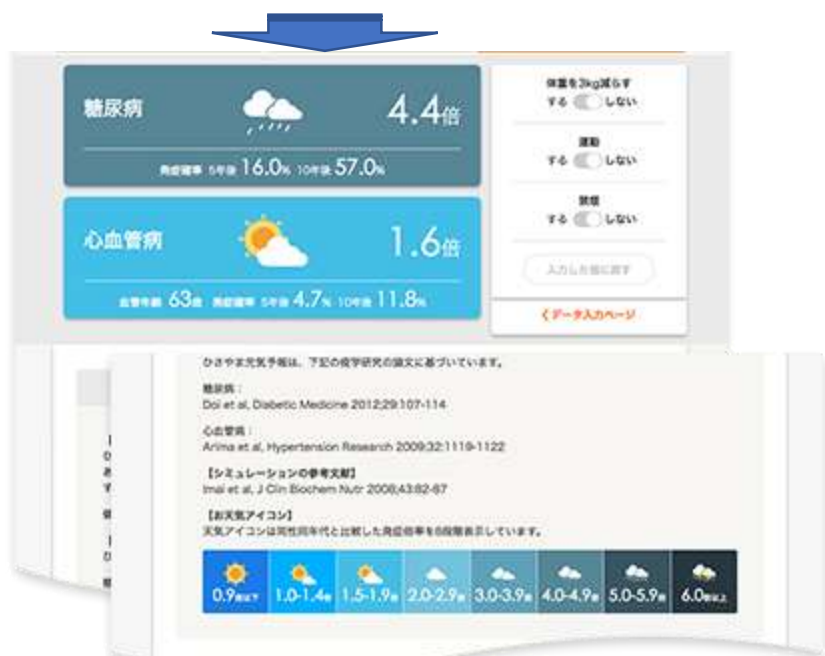 糖尿病
4.4倍
発症確率 5年後 16.0% 10年後 57.0%
心血管病
1.6倍
血管年齢 63歳 発症確率 5年後 4.7% 10年後 11.8%
体重を3kg減らす
する しない
運動
する しない
禁煙
する しない
入力した値に戻す
データ入力ページ
ひさやま元気予報は、下記の疫学研究の論文に基づいています。
糖尿病:
Doi et al, Diabetic Medicine 2012;29:107-114
心血管病:
Arima et al, Hypertension Research 2009;32:1119-1122
【シミュレーションの参考文献】
Imai et al, J Clin Biochem Nutr 2008;43:82-87
【お天気アイコン】
天気アイコンは同性同年代と比較した発症倍率を8段階表示しています。
0.9倍以下 1.0-1.4倍 1.5-1.9倍 2.0-2.9倍 3.0-3.9倍 4.0-4.9倍 5.0-5.9倍 6.0倍以上